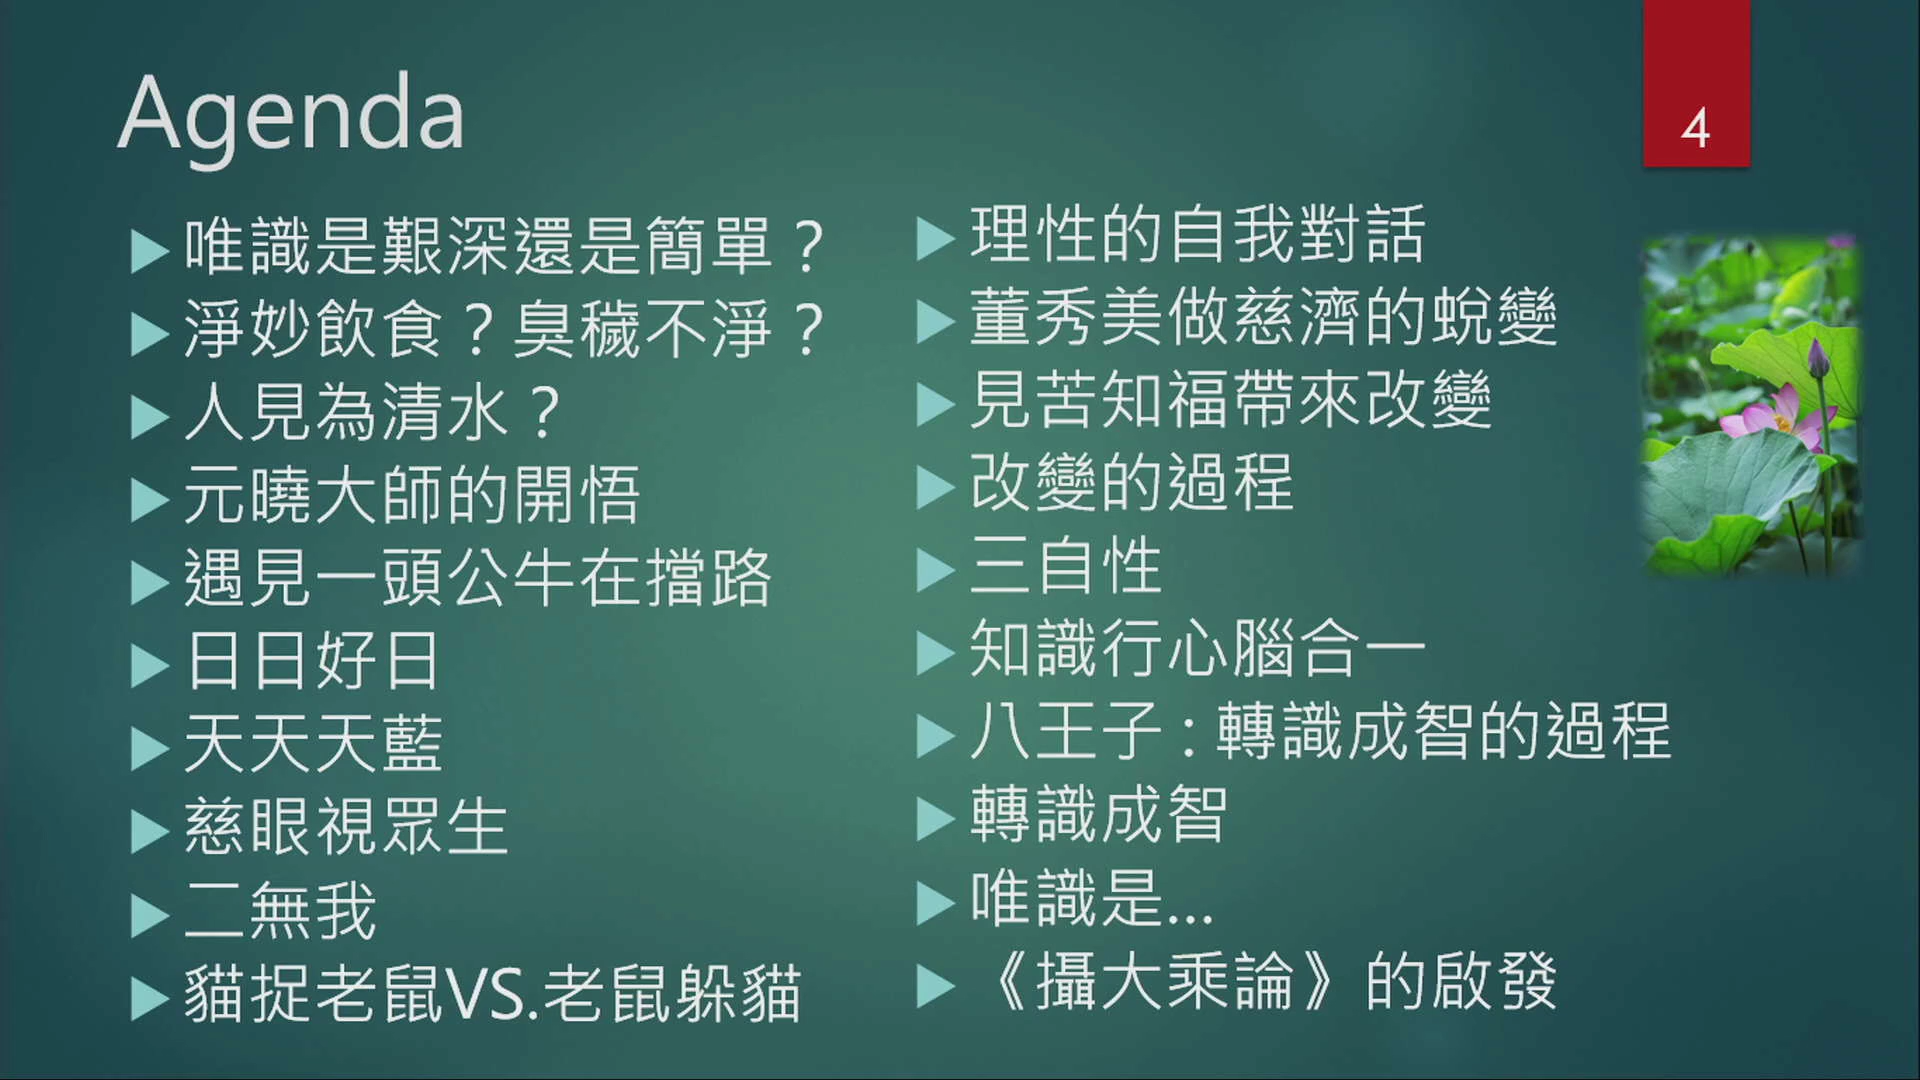 Agenda
4
唯識是艱深還是簡單？
淨妙飲食？臭穢不淨？
人見為清水？
元曉大師的開悟
遇見一頭公牛在擋路
日日好日
天天天藍
慈眼視眾生
二無我
貓捉老鼠VS.老鼠躲貓
理性的自我對話
董秀美做慈濟的蛻變
見苦知福帶來改變
改變的過程
三自性
知識行心腦合一
八王子：轉識成智的過程
轉識成智
唯識是...
《攝大乘論》的啟發